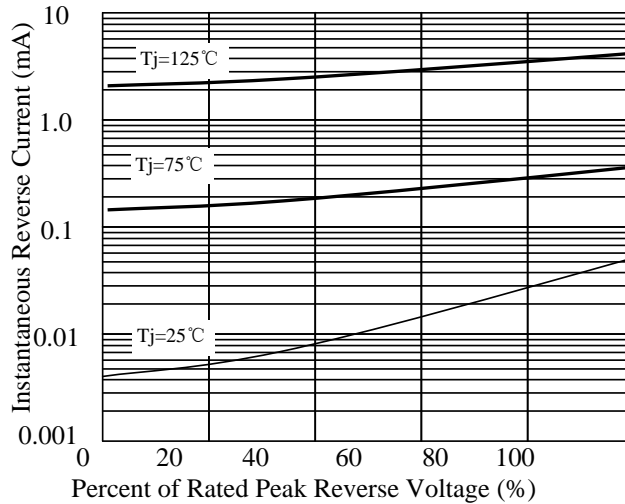 10
Tj=125℃
1.0
Tj=75℃
0.1
0.01
Tj=25℃
0.001
Instantaneous Reverse Current (mA)
0 20 40 60 80 100
Percent of Rated Peak Reverse Voltage (%)